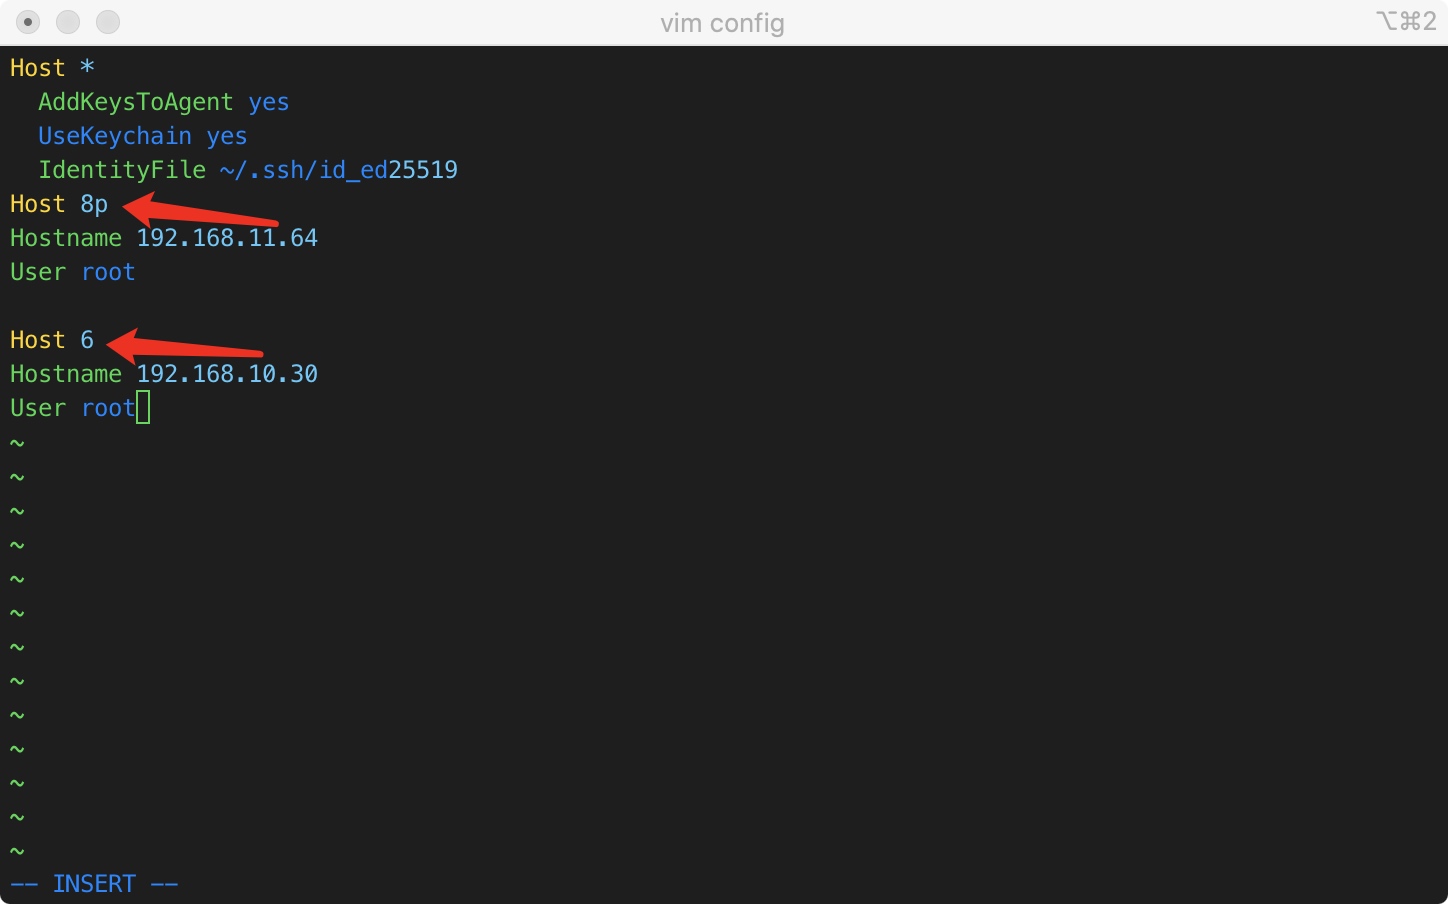 vim config
⌥⌘2
Host *
  AddKeysToAgent yes
  UseKeychain yes
  IdentityFile ~/.ssh/id_ed25519
Host 8p
Hostname 192.168.11.64
User root

Host 6
Hostname 192.168.10.30
User root
~
~
~
~
~
~
~
~
~
~
~
~
~
-- INSERT --